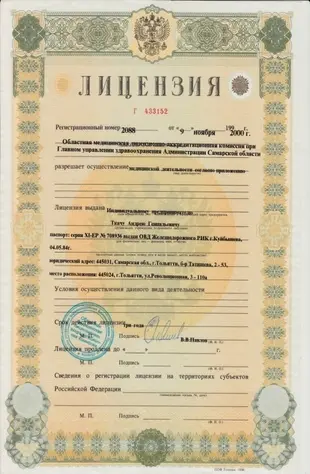 ЛИЦЕНЗИЯ
Г 433152
Регистрационный номер 2088 от « 9 ноября 199 2000 г.
Областная медицинская лицензионно-аккредитационная комиссия при
Главном управлении здравоохранения Администрации Самарской области
разрешает осуществление медицинской деятельности согласно приложению
Лицензия выдана Индивидуальному предпринимателю
Ткачу Андрею
паспорт: серия XI-ЕР № 708936 выдан ОВД Железнодорожного РИК г.Куйбышева,
04.05.84г.
юридический адрес: 445031, Самарская обл., г.Тольятти, б-р Татищева, 2 - 53,
место расположения: 445024, г.Тольятти, ул.Революционная, 3 - 110а
Условия осуществления данного вида деятельности
Срок действия лицензии три года
М. П. Подпись В.В.Павлов
Лицензия продлена до « » 199 г.
М. П. Подпись
Сведения о регистрации лицензии на территориях субъектов
Российской Федерации
М. П. Подпись